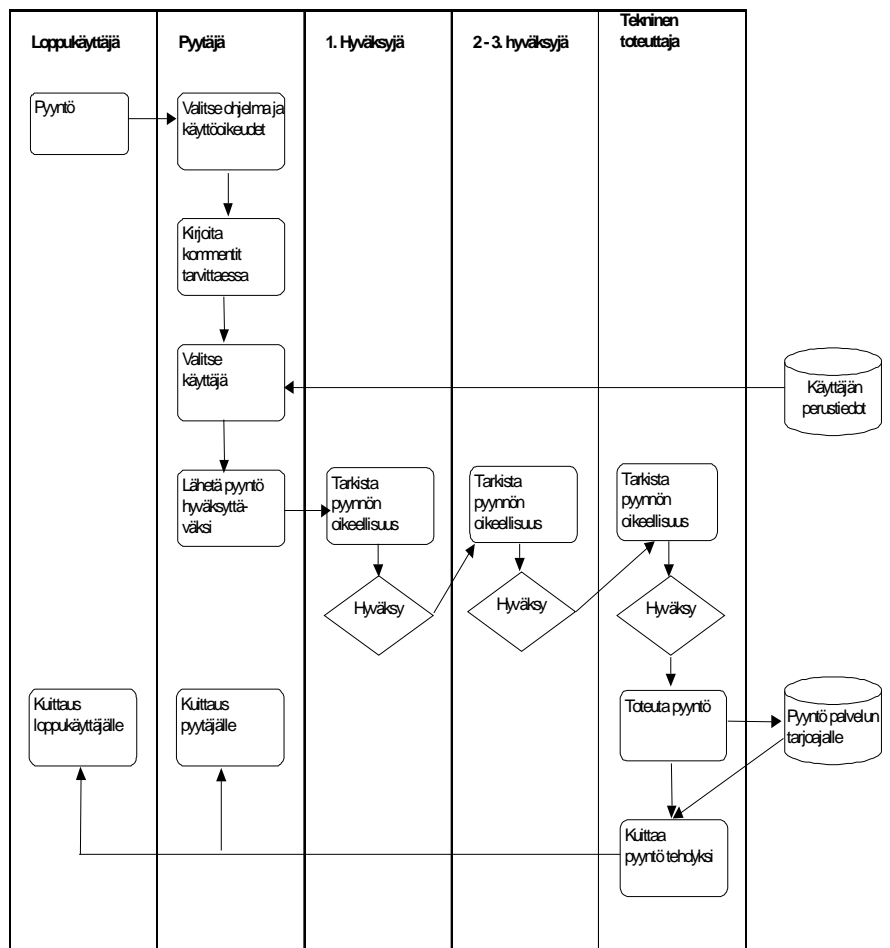 Loppukäyttäjä
Pyytäjä
1. Hyväksyjä
2 - 3. hyväksyjä
Tekninen
toteuttaja
Pyyntö
Valitse ohjelma ja
käyttöoikeudet
Kirjoita
kommentit
tarvittaessa
Valitse
käyttäjä
Käyttäjän
perustiedot
Lähetä pyyntö
hyväksyttä-
väksi
Tarkista
pyynnön
oikeellisuus
Tarkista
pyynnön
oikeellisuus
Tarkista
pyynnön
oikeellisuus
Hyväksy
Hyväksy
Hyväksy
Kuittaus
loppukäyttäjälle
Kuittaus
pyytäjälle
Toteuta pyyntö
Pyyntö palvelun
tarjoajalle
Kuittaa
pyyntö tehdyksi